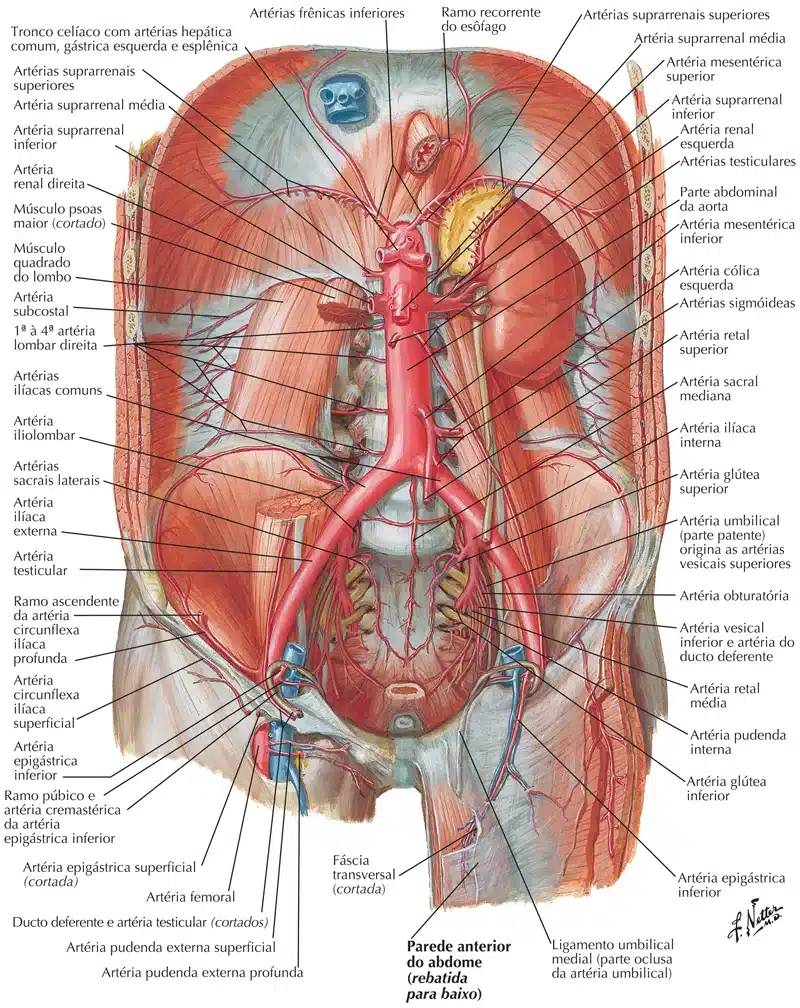 Artérias frênicas inferiores
Ramo recorrente
do esôfago
Artérias suprarrenais superiores
Tronco celíaco com artérias hepática
comum, gástrica esquerda e esplênica
Artérias suprarrenais
superiores
Artéria suprarrenal média
Artéria suprarrenal
inferior
Artéria
renal direita
Músculo psoas
maior (cortado)
Músculo
quadrado
do lombo
Artéria
subcostal
1ª à 4ª artéria
lombar direita
Artérias
ilíacas comuns
Artéria
iliolombar
Artérias
sacrais laterais
Artéria
ilíaca
externa
Artéria
testicular
Ramo ascendente
da artéria
circunflexa
ilíaca
profunda
Artéria
circunflexa
ilíaca
superficial
Artéria
epigástrica
inferior
Ramo púbico e
artéria cremastérica
da artéria
epigástrica inferior
Artéria epigástrica superficial
(cortada)
Artéria femoral
Ducto deferente e artéria testicular (cortados)
Artéria pudenda externa superficial
Artéria pudenda externa profunda
Artéria suprarrenal média
Artéria mesentérica
superior
Artéria suprarrenal
inferior
Artéria renal
esquerda
Artérias testiculares
Parte abdominal
da aorta
Artéria mesentérica
inferior
Artéria cólica
esquerda
Artérias sigmóideas
Artéria retal
superior
Artéria sacral
mediana
Artéria ilíaca
interna
Artéria glútea
superior
Artéria umbilical
(parte patente)
origina as artérias
vesicais superiores
Artéria obturatória
Artéria vesical
inferior e artéria do
ducto deferente
Artéria retal
média
Artéria pudenda
interna
Artéria glútea
inferior
Artéria epigástrica
inferior
Fáscia
transversal
(cortada)
Parede anterior
do abdome
(rebatida
para baixo)
Ligamento umbilical
medial (parte oclusa
da artéria umbilical)
F. Netter
M.D.